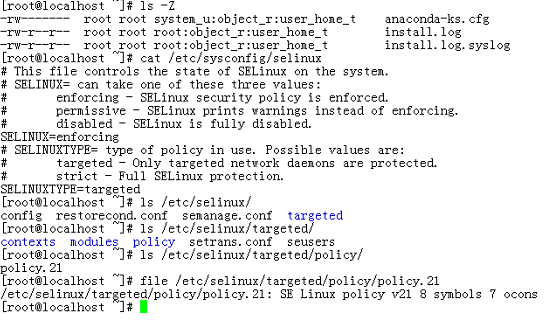 [root@localhost ~]# ls -Z
-rw-------  root root system_u:object_r:user_home_t    anaconda-ks.cfg
-rw-r--r--  root root system_u:object_r:user_home_t    install.log
-rw-r--r--  root root system_u:object_r:user_home_t    install.log.syslog
[root@localhost ~]# cat /etc/sysconfig/selinux
# This file controls the state of SELinux on the system.
# SELINUX= can take one of these three values:
#       enforcing - SELinux security policy is enforced.
#       permissive - SELinux prints warnings instead of enforcing.
#       disabled - SELinux is fully disabled.
SELINUX=enforcing
# SELINUXTYPE= type of policy in use. Possible values are:
#       targeted - Only targeted network daemons are protected.
#       strict - Full SELinux protection.
SELINUXTYPE=targeted
[root@localhost ~]# ls /etc/selinux/
config  restorecond.conf  semanage.conf  targeted
[root@localhost ~]# ls /etc/selinux/targeted/
contexts  modules  policy  setrans.conf  seusers
[root@localhost ~]# ls /etc/selinux/targeted/policy/
policy.21
[root@localhost ~]# file /etc/selinux/targeted/policy/policy.21
/etc/selinux/targeted/policy/policy.21: SE Linux policy v21 8 symbols 7 ocons
[root@localhost ~]#